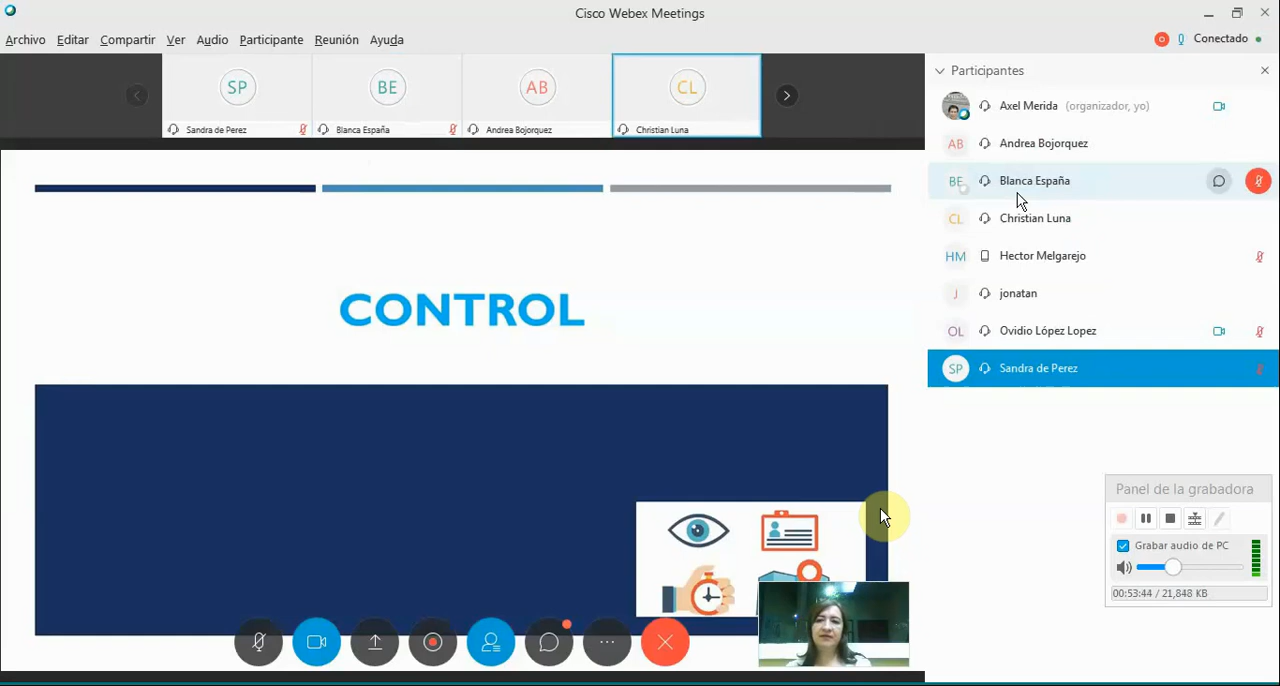 Cisco Webex Meetings
Archivo Editar Compartir Ver Audio Participante Reunión Ayuda
Conectado
SP
Sandra de Perez
BE
Blanca España
AB
Andrea Bojorquez
CL
Christian Luna
CONTROL
Participantes
Axel Merida (organizador, yo)
AB Andrea Bojorquez
BE Blanca España
CL Christian Luna
HM Hector Melgarejo
J jonatan
OL Ovidio López Lopez
SP Sandra de Perez
Panel de la grabadora
Grabar audio de PC
00:53:44 / 21,848 KB